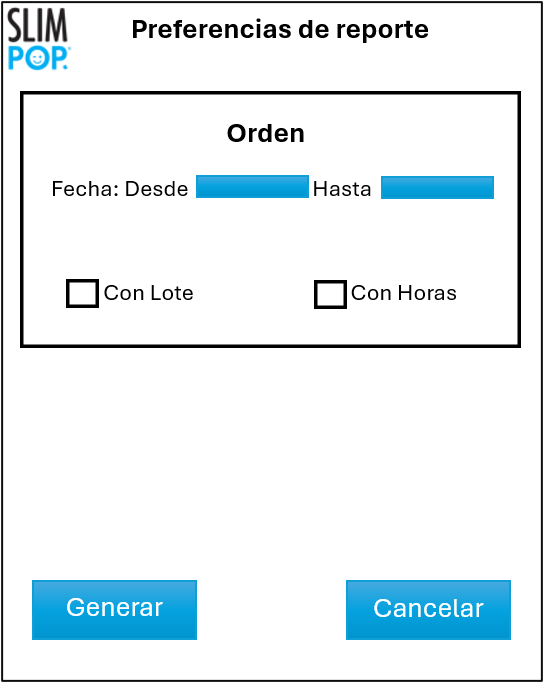 SLIM
POP.
Preferencias de reporte
Orden
Fecha: Desde Hasta
Con Lote Con Horas
Generar Cancelar